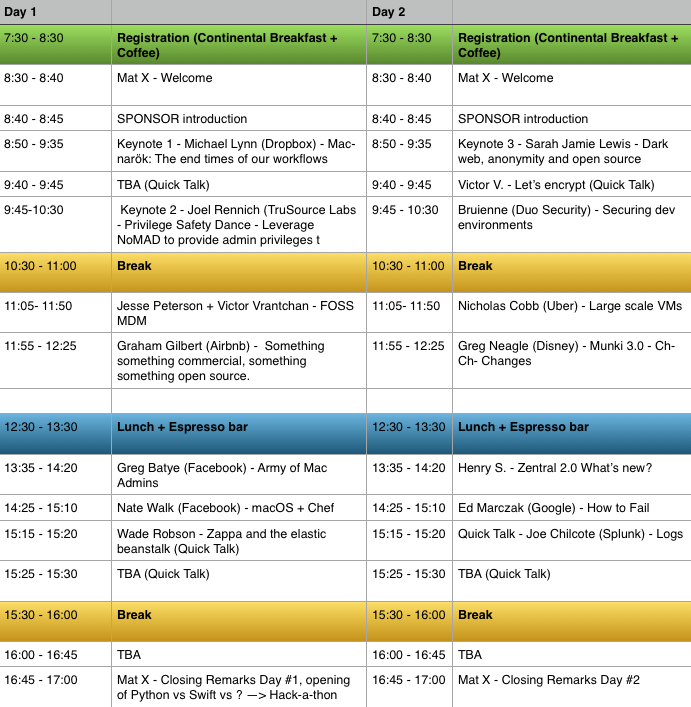 Day 1
Day 2
7:30 - 8:30
Registration (Continental Breakfast +
Coffee)
7:30 - 8:30
Registration (Continental Breakfast +
Coffee)
8:30 - 8:40
Mat X - Welcome
8:30 - 8:40
Mat X - Welcome
8:40 - 8:45
SPONSOR introduction
8:40 - 8:45
SPONSOR introduction
8:50 - 9:35
Keynote 1 - Michael Lynn (Dropbox) - Mac-
narök: The end times of our workflows
8:50 - 9:35
Keynote 3 - Sarah Jamie Lewis - Dark
web, anonymity and open source
9:40 - 9:45
TBA (Quick Talk)
9:40 - 9:45
Victor V. - Let's encrypt (Quick Talk)
9:45-10:30
Keynote 2 - Joel Rennich (TruSource Labs
- Privilege Safety Dance - Leverage
NoMAD to provide admin privileges t
9:45 - 10:30
Bruienne (Duo Security) - Securing dev
environments
10:30 - 11:00
Break
10:30 - 11:00
Break
11:05- 11:50
Jesse Peterson + Victor Vrantchan - FOSS
MDM
11:05- 11:50
Nicholas Cobb (Uber) - Large scale VMs
11:55 - 12:25
Graham Gilbert (Airbnb) -  Something
something commercial, something
something open source.
11:55 - 12:25
Greg Neagle (Disney) - Munki 3.0 - Ch-
Ch- Changes
12:30 - 13:30
Lunch + Espresso bar
12:30 - 13:30
Lunch + Espresso bar
13:35 - 14:20
Greg Batye (Facebook) - Army of Mac
Admins
13:35 - 14:20
Henry S. - Zentral 2.0 What's new?
14:25 - 15:10
Nate Walk (Facebook) - macOS + Chef
14:25 - 15:10
Ed Marczak (Google) - How to Fail
15:15 - 15:20
Wade Robson - Zappa and the elastic
beanstalk (Quick Talk)
15:15 - 15:20
Quick Talk - Joe Chilcote (Splunk) - Logs
15:25 - 15:30
TBA (Quick Talk)
15:25 - 15:30
TBA (Quick Talk)
15:30 - 16:00
Break
15:30 - 16:00
Break
16:00 - 16:45
TBA
16:00 - 16:45
TBA
16:45 - 17:00
Mat X - Closing Remarks Day #1, opening
of Python vs Swift vs ? —> Hack-a-thon
16:45 - 17:00
Mat X - Closing Remarks Day #2